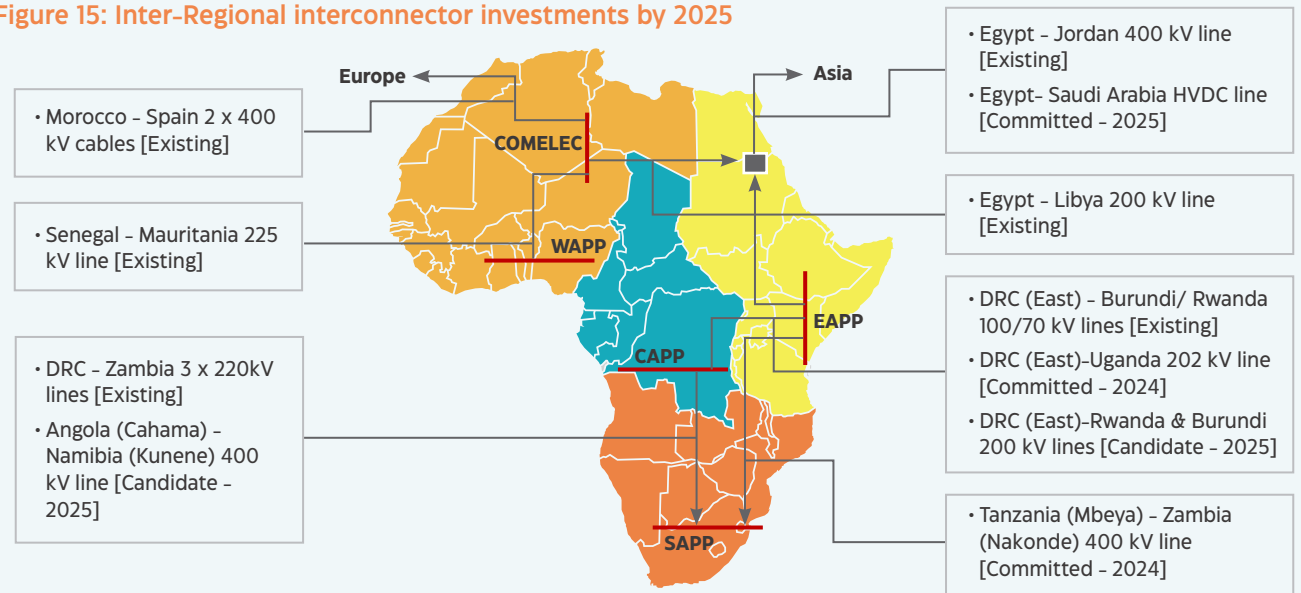 Figure 15: Inter-Regional interconnector investments by 2025
Europe
Asia
COMELEC
WAPP
EAPP
CAPP
SAPP
• Morocco - Spain 2 x 400
kV cables [Existing]
• Senegal - Mauritania 225
kV line [Existing]
• DRC - Zambia 3 x 220kV
lines [Existing]
• Angola (Cahama) -
Namibia (Kunene) 400
kV line [Candidate -
2025]
• Egypt - Jordan 400 kV line
[Existing]
• Egypt- Saudi Arabia HVDC line
[Committed - 2025]
• Egypt - Libya 200 kV line
[Existing]
• DRC (East) - Burundi/ Rwanda
100/70 kV lines [Existing]
• DRC (East)-Uganda 202 kV line
[Committed - 2024]
• DRC (East)-Rwanda & Burundi
200 kV lines [Candidate - 2025]
• Tanzania (Mbeya) - Zambia
(Nakonde) 400 kV line
[Committed - 2024]